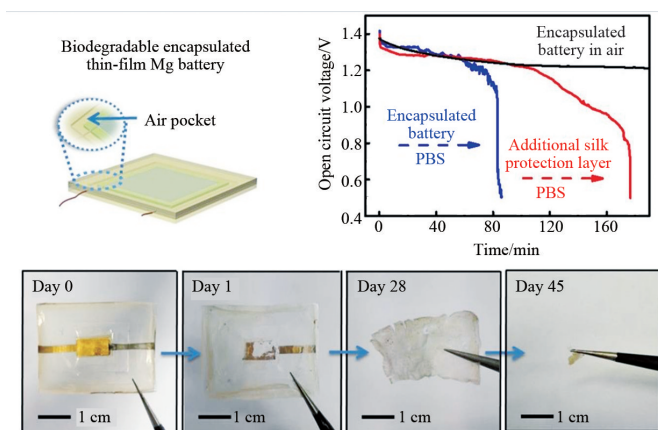 Biodegradable encapsulated
thin-film Mg battery
Air pocket
Open circuit voltage/V
1.4
1.2
1.0
0.8
0.6
0.4
Encapsulated
battery in air
Encapsulated
battery
PBS
Additional silk
protection layer
PBS
0
40
80
120
160
Time/min
Day 0
1 cm
Day 1
1 cm
Day 28
1 cm
Day 45
1 cm